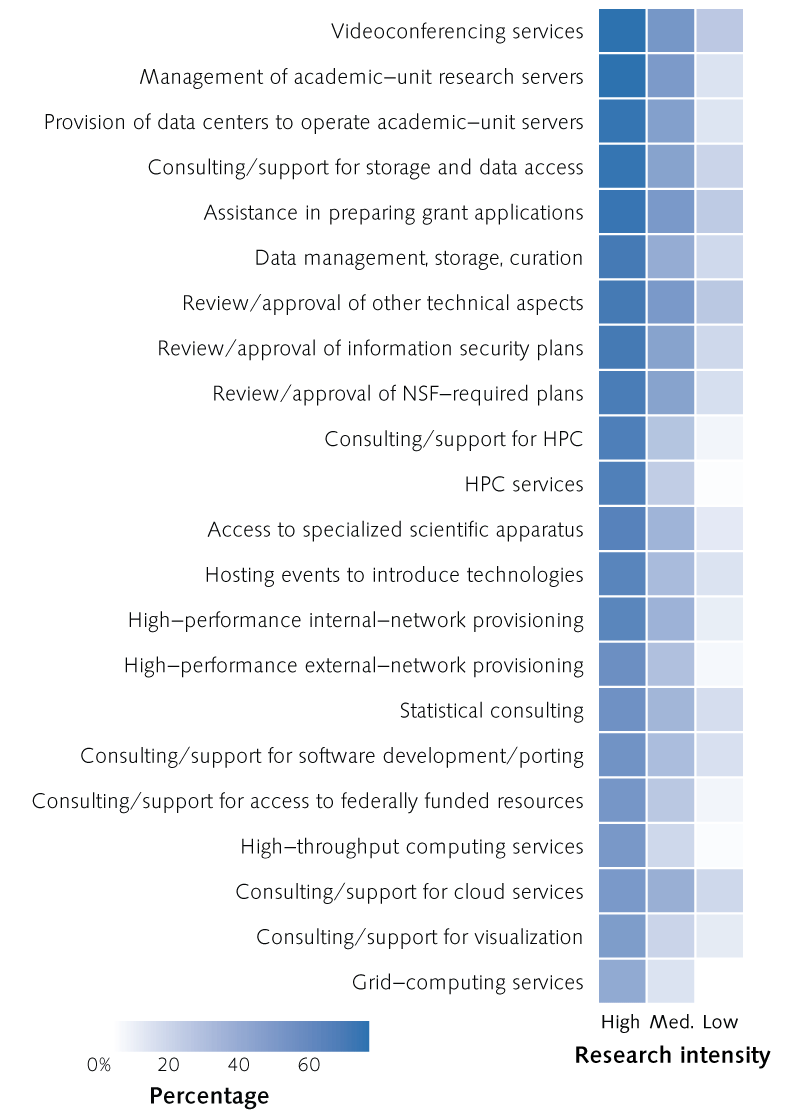 Videoconferencing services
Management of academic–unit research servers
Provision of data centers to operate academic–unit servers
Consulting/support for storage and data access
Assistance in preparing grant applications
Data management, storage, curation
Review/approval of other technical aspects
Review/approval of information security plans
Review/approval of NSF–required plans
Consulting/support for HPC
HPC services
Access to specialized scientific apparatus
Hosting events to introduce technologies
High–performance internal–network provisioning
High–performance external–network provisioning
Statistical consulting
Consulting/support for software development/porting
Consulting/support for access to federally funded resources
High–throughput computing services
Consulting/support for cloud services
Consulting/support for visualization
Grid–computing services
High Med. Low
Research intensity
0% 20 40 60
Percentage